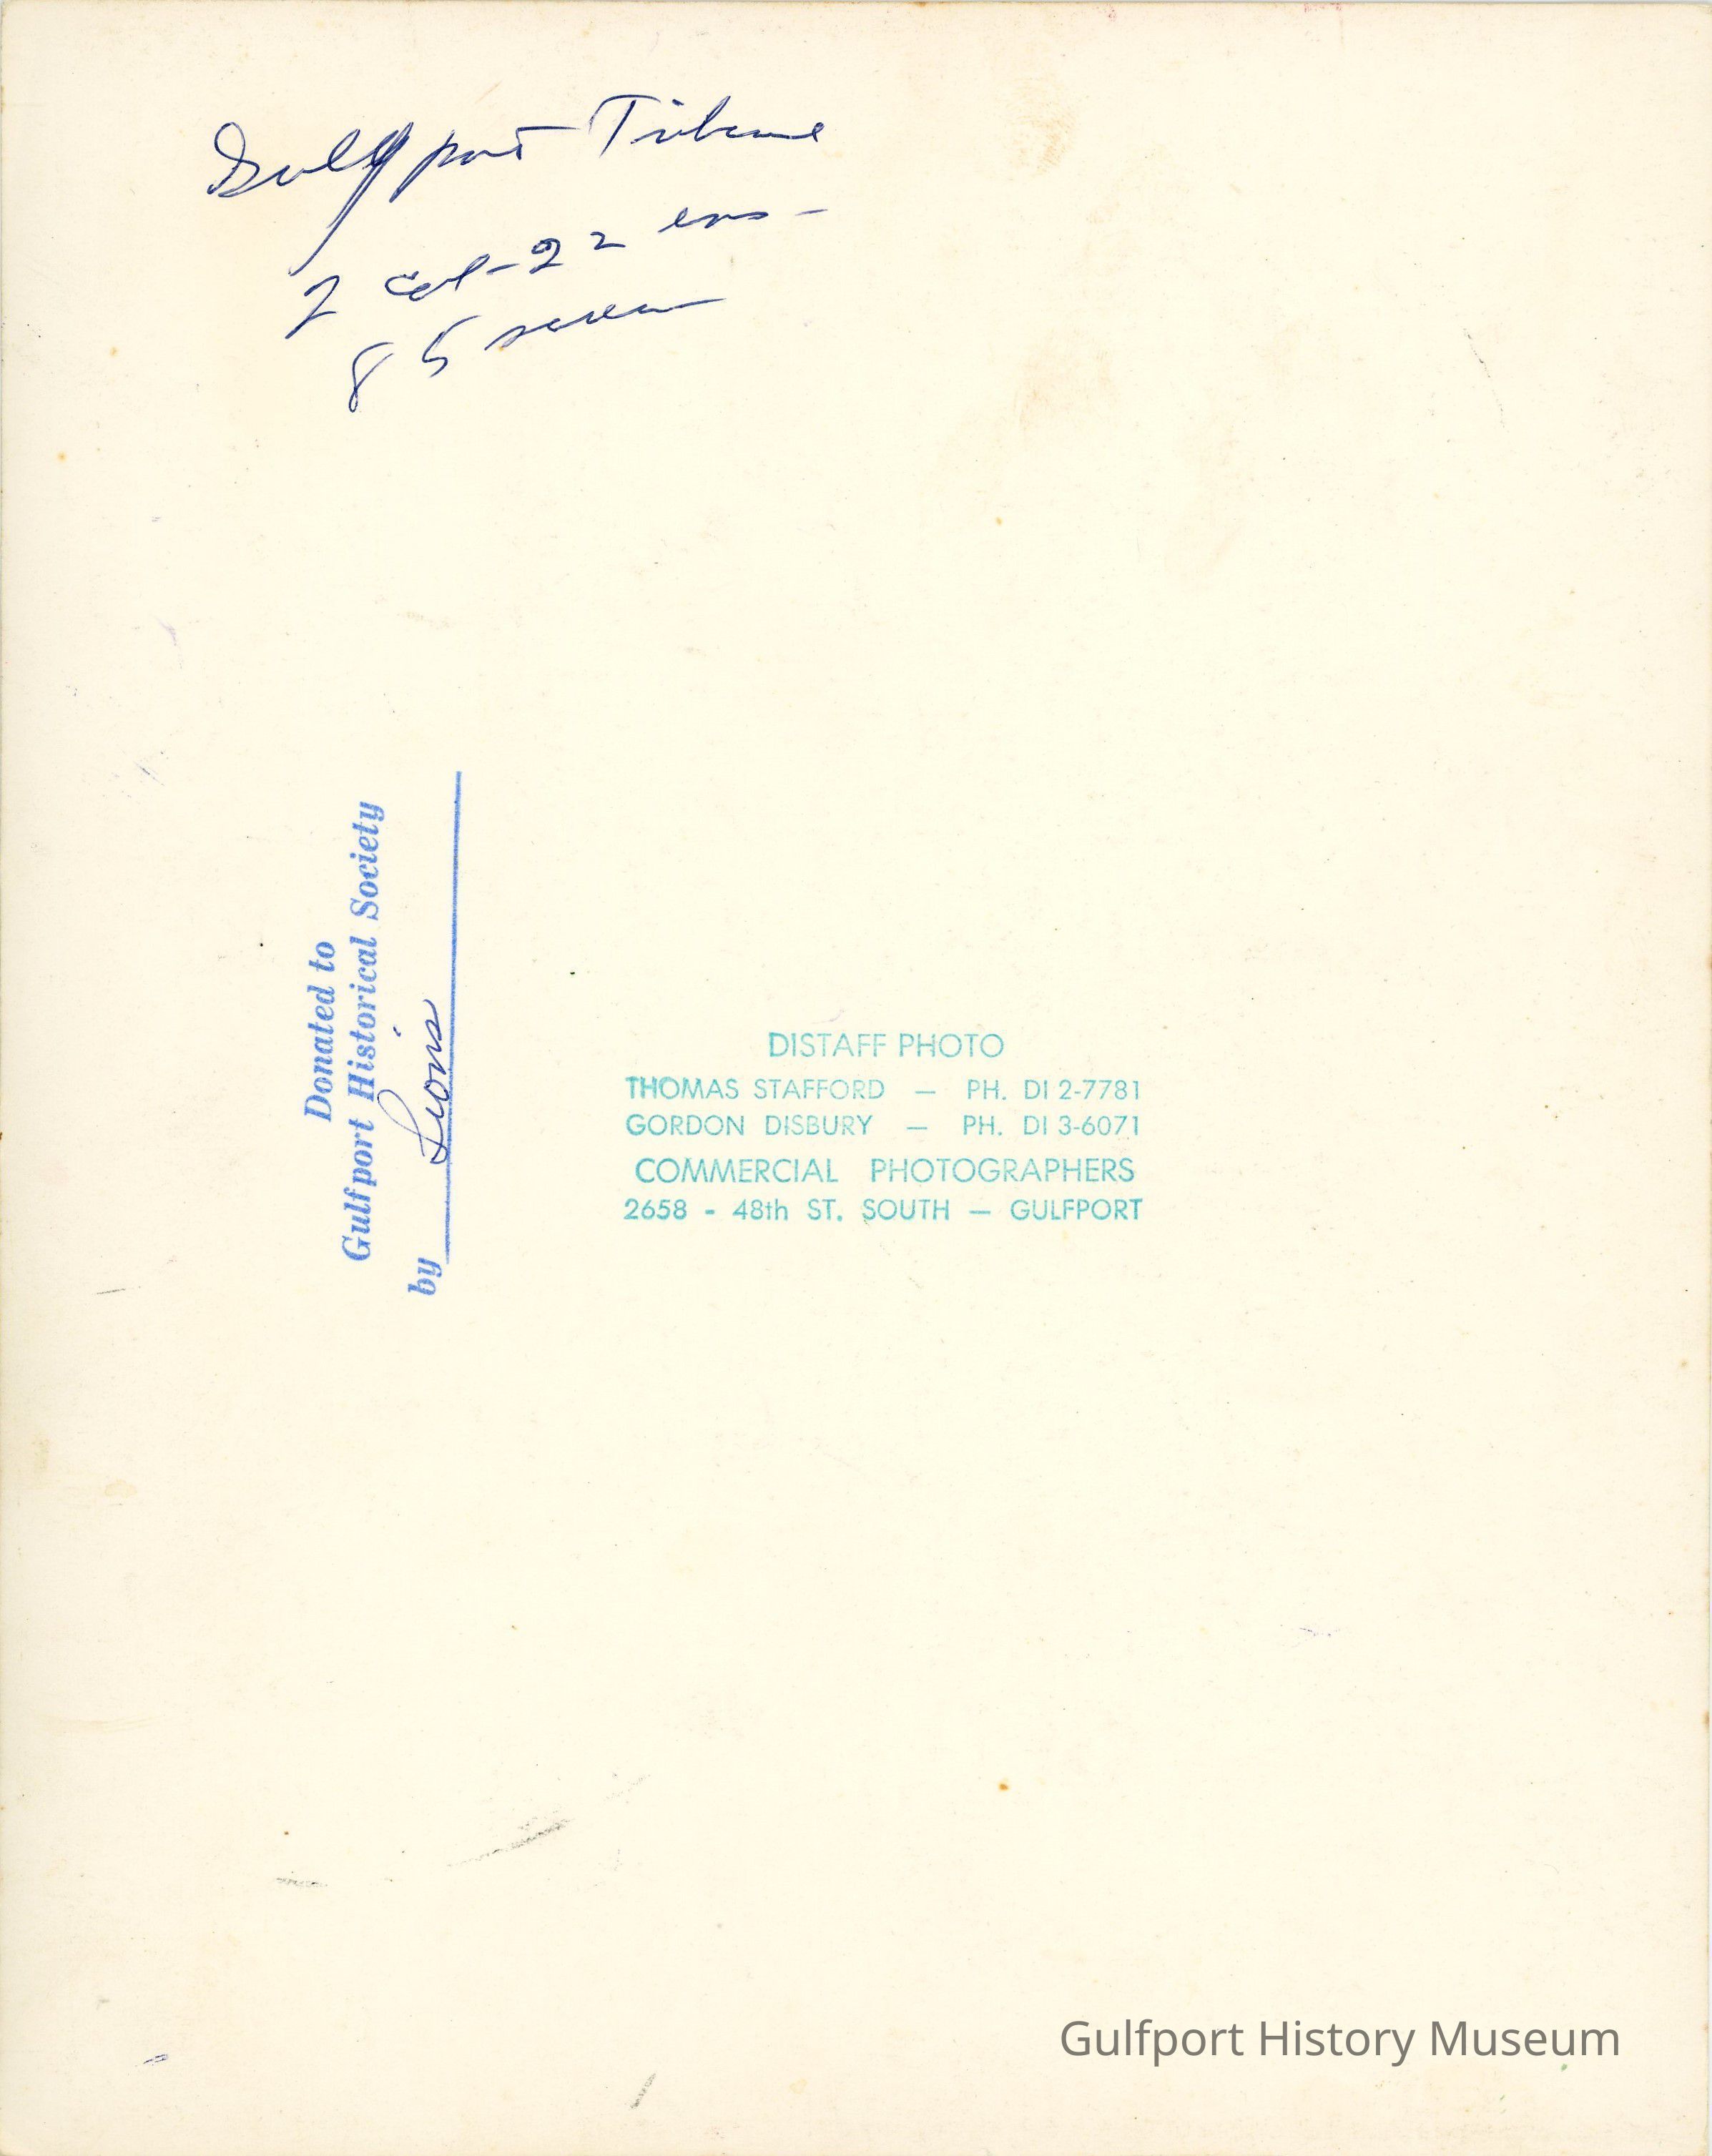 Gulfport Tribune
2 col-22 ems-
85 screen
Donated to
Gulfport Historical Society
by Lions
DISTAFF PHOTO
THOMAS STAFFORD — PH. DI 2-7781
GORDON DISBURY — PH. DI 3-6071
COMMERCIAL PHOTOGRAPHERS
2658 - 48th ST. SOUTH — GULFPORT
Gulfport History Museum